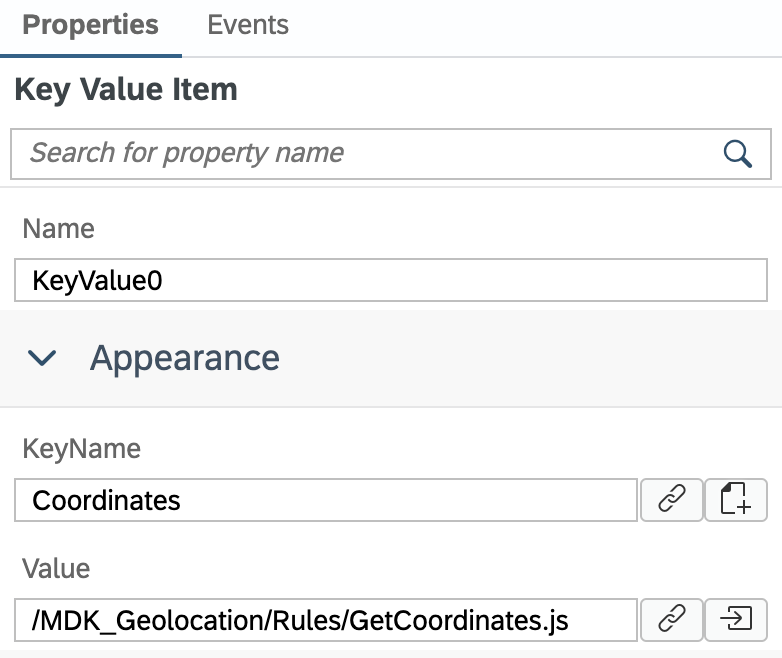 Properties Events
Key Value Item
Search for property name
Name
KeyValue0
Appearance
KeyName
Coordinates
Value
/MDK_Geolocation/Rules/GetCoordinates.js